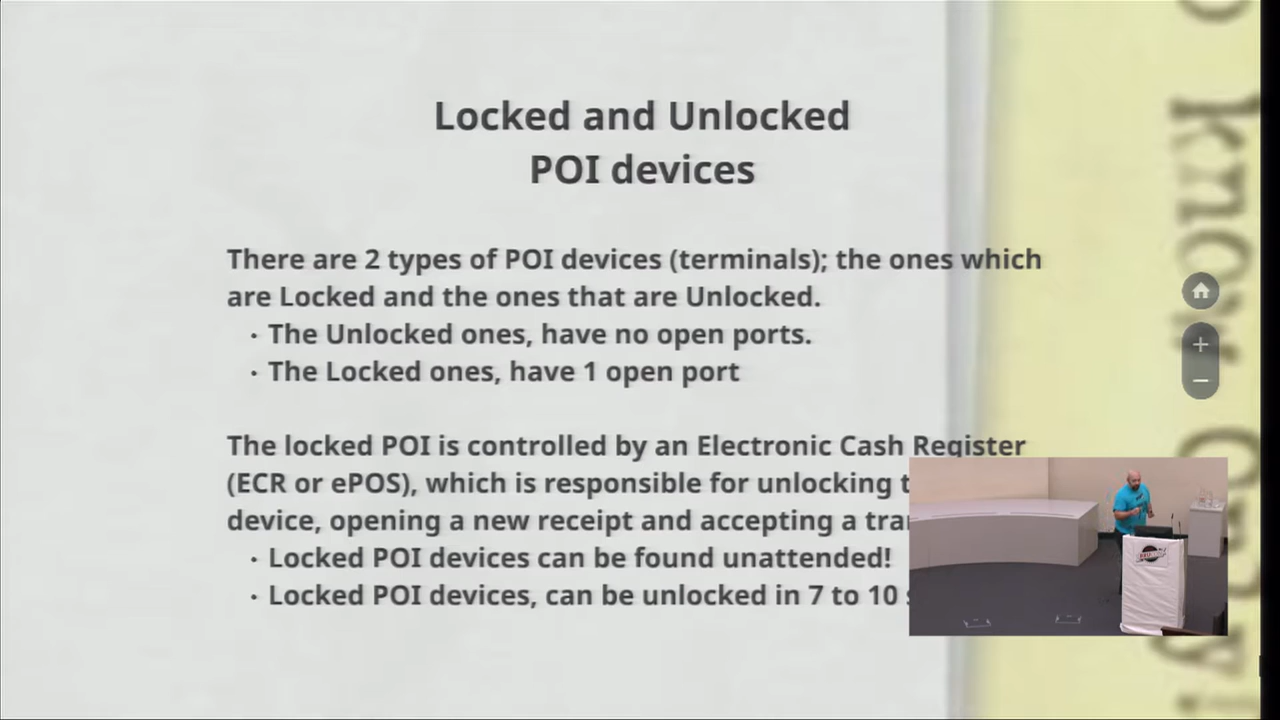 Locked and Unlocked
POI devices
There are 2 types of POI devices (terminals); the ones which
are Locked and the ones that are Unlocked.
· The Unlocked ones, have no open ports.
· The Locked ones, have 1 open port
The locked POI is controlled by an Electronic Cash Register
(ECR or ePOS), which is responsible for unlocking
device, opening a new receipt and accepting a
· Locked POI devices can be found unattended!
· Locked POI devices, can be unlocked in 7 to 10
know